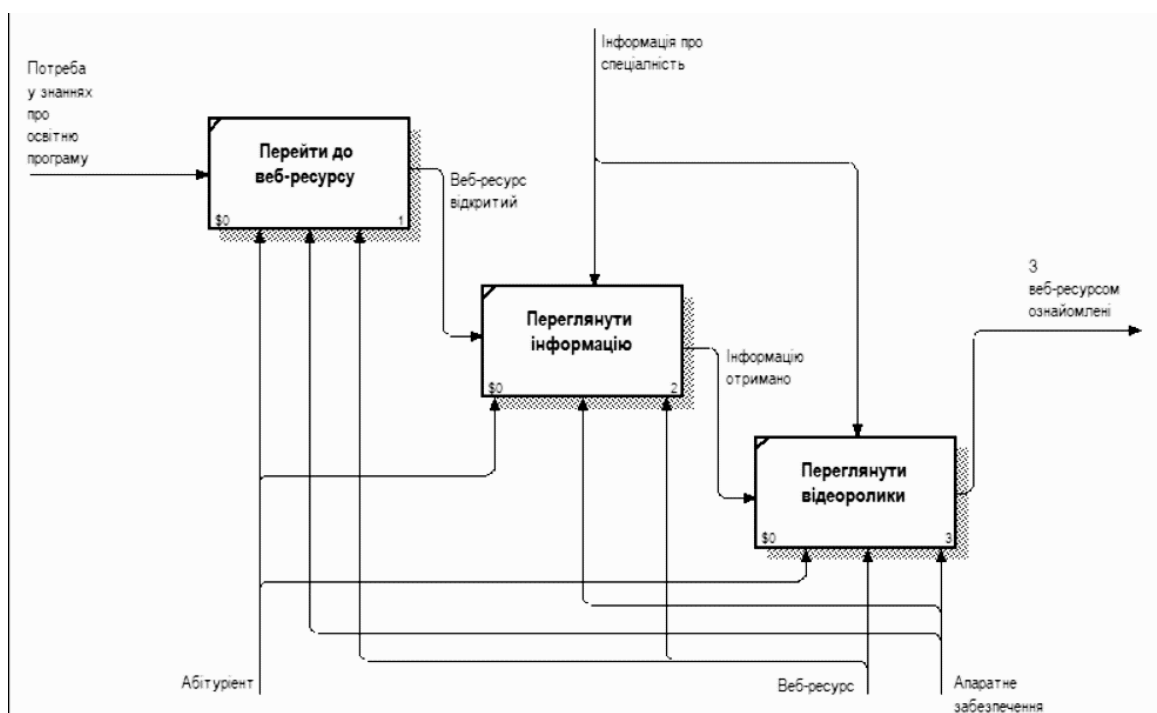 Потреба
у знаннях
про
освітню
програму
Інформація про
спеціалність
Перейти до
веб-ресурсу
$0
1
Веб-ресурс
відкритий
Переглянути
інформацію
$0
2
Інформацію
отримано
З
веб-ресурсом
ознайомлені
Переглянути
відеоролики
$0
3
Абітурієнт
Веб-ресурс
Апаратне
забезпечення